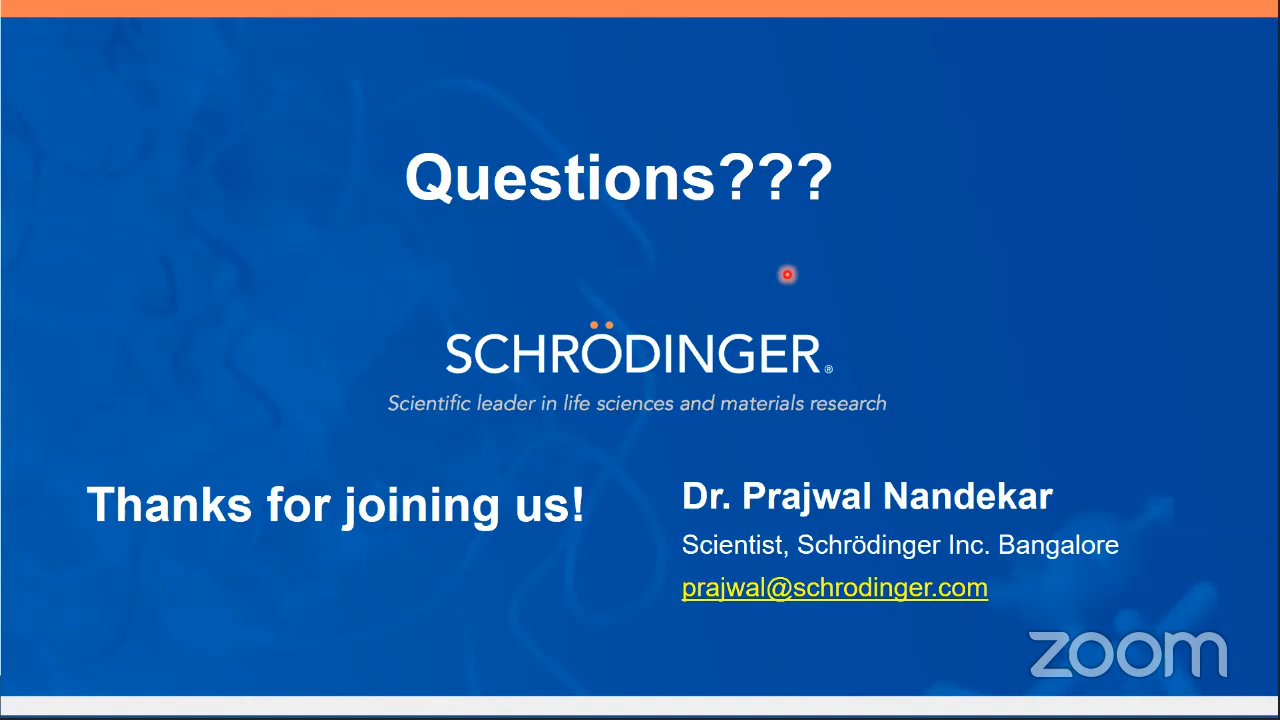 Questions???
SCHRÖDINGER®
Scientific leader in life sciences and materials research
Thanks for joining us!
Dr. Prajwal Nandekar
Scientist, Schrödinger Inc. Bangalore
prajwal@schrodinger.com
zoom